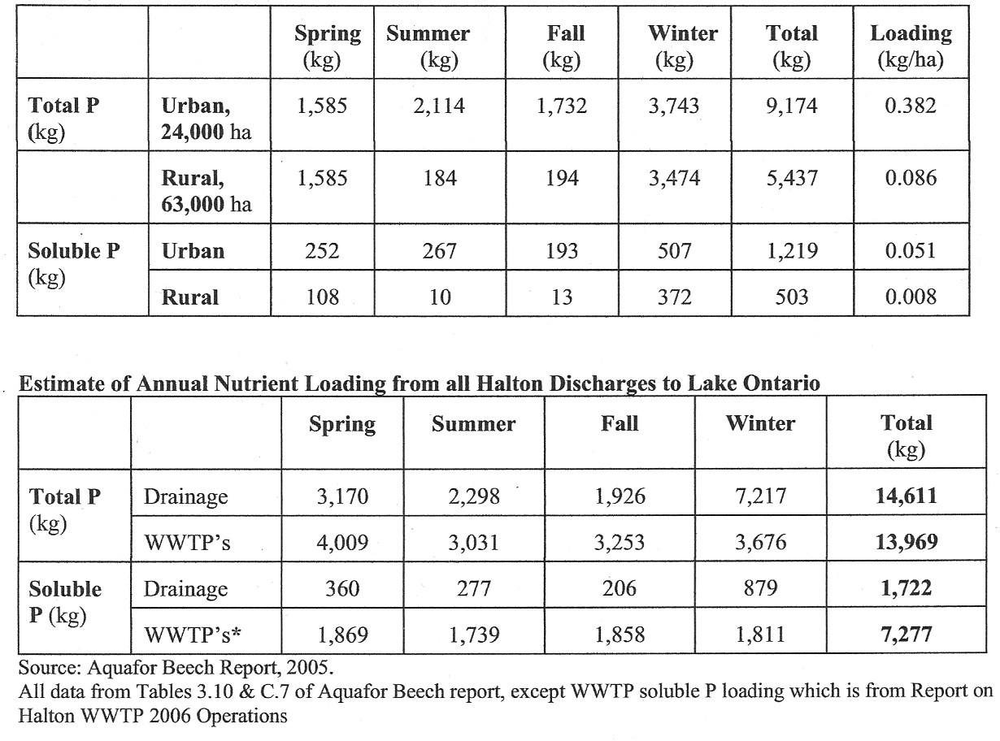 Spring Summer Fall Winter Total Loading
(kg) (kg) (kg) (kg) (kg) (kg/ha)
Total P Urban, 1,585 2,114 1,732 3,743 9,174 0.382
(kg) 24,000 ha
Rural, 1,585 184 194 3,474 5,437 0.086
63,000 ha
Soluble P Urban 252 267 193 507 1,219 0.051
(kg)
Rural 108 10 13 372 503 0.008
Estimate of Annual Nutrient Loading from all Halton Discharges to Lake Ontario
Spring Summer Fall Winter Total
(kg)
Total P Drainage 3,170 2,298 1,926 7,217 14,611
(kg)
WWTP's 4,009 3,031 3,253 3,676 13,969
Soluble Drainage 360 277 206 879 1,722
P (kg)
WWTP's* 1,869 1,739 1,858 1,811 7,277
Source: Aquafor Beech Report, 2005.
All data from Tables 3.10 & C.7 of Aquafor Beech report, except WWTP soluble P loading which is from Report on
Halton WWTP 2006 Operations